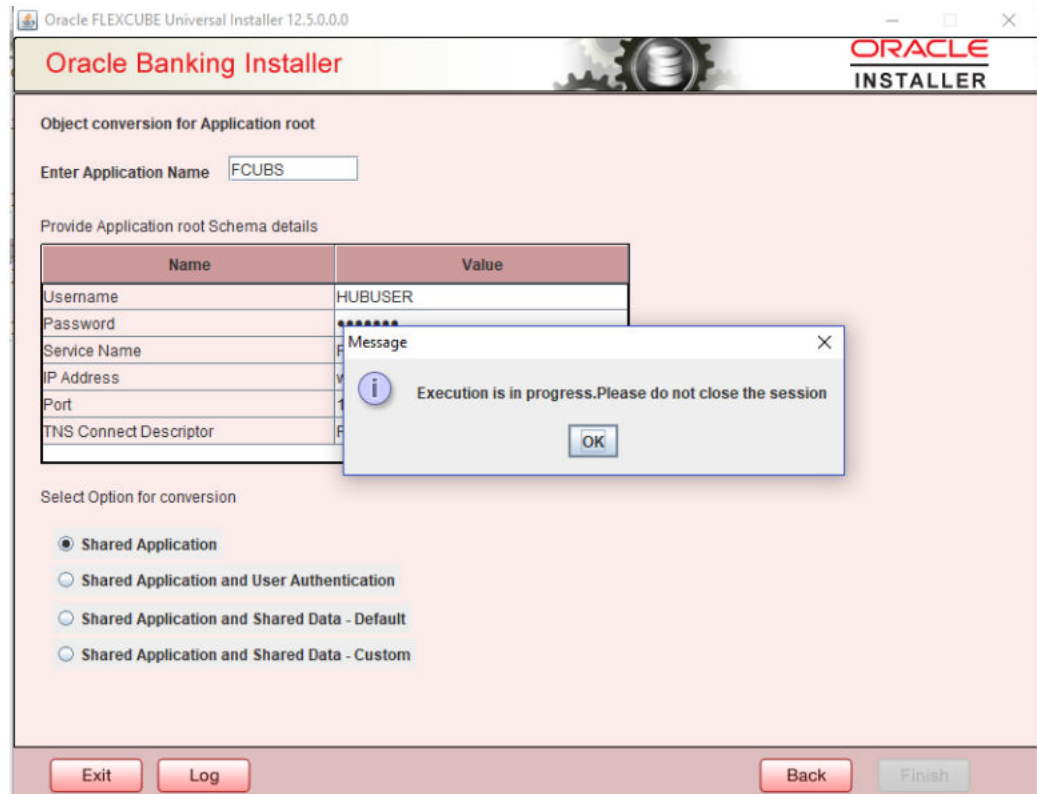 Oracle FLEXCUBE Universal Installer 12.5.0.0.0
Oracle Banking Installer
ORACLE
INSTALLER
Object conversion for Application root
Enter Application Name FCUBS
Provide Application root Schema details
Name Value
Username HUBUSER
Password
Service Name
IP Address
Port
TNS Connect Descriptor
Message
Execution is in progress.Please do not close the session
OK
Select Option for conversion
Shared Application
Shared Application and User Authentication
Shared Application and Shared Data - Default
Shared Application and Shared Data - Custom
Exit Log Back Finish